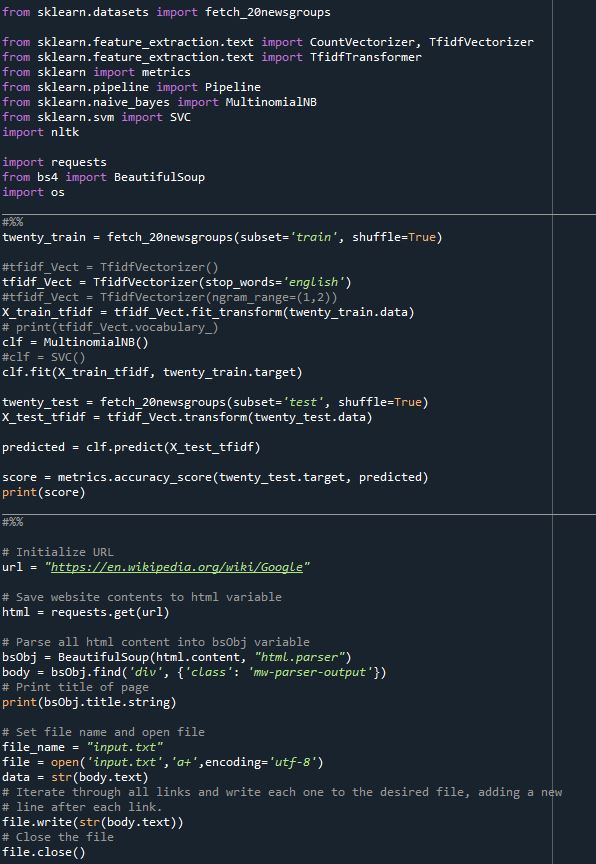 from sklearn.datasets import fetch_20newsgroups
from sklearn.feature_extraction.text import CountVectorizer, TfidfVectorizer
from sklearn.feature_extraction.text import TfidfTransformer
from sklearn import metrics
from sklearn.pipeline import Pipeline
from sklearn.naive_bayes import MultinomialNB
from sklearn.svm import SVC
import nltk
import requests
from bs4 import BeautifulSoup
import os
#%%
twenty_train = fetch_20newsgroups(subset='train', shuffle=True)
#tfidf_Vect = TfidfVectorizer()
tfidf_Vect = TfidfVectorizer(stop_words='english')
#tfidf_Vect = TfidfVectorizer(ngram_range=(1,2))
X_train_tfidf = tfidf_Vect.fit_transform(twenty_train.data)
# print(tfidf_Vect.vocabulary_)
clf = MultinomialNB()
#clf = SVC()
clf.fit(X_train_tfidf, twenty_train.target)
twenty_test = fetch_20newsgroups(subset='test', shuffle=True)
X_test_tfidf = tfidf_Vect.transform(twenty_test.data)
predicted = clf.predict(X_test_tfidf)
score = metrics.accuracy_score(twenty_test.target, predicted)
print(score)
#%%
# Initialize URL
url = "https://en.wikipedia.org/wiki/Google"
# Save website contents to html variable
html = requests.get(url)
# Parse all html content into bsObj variable
bsObj = BeautifulSoup(html.content, "html.parser")
body = bsObj.find('div', {'class': 'mw-parser-output'})
# Print title of page
print(bsObj.title.string)
# Set file name and open file
file_name = "input.txt"
file = open('input.txt','a+',encoding='utf-8')
data = str(body.text)
# Iterate through all links and write each one to the desired file, adding a new
# line after each link.
file.write(str(body.text))
# Close the file
file.close()